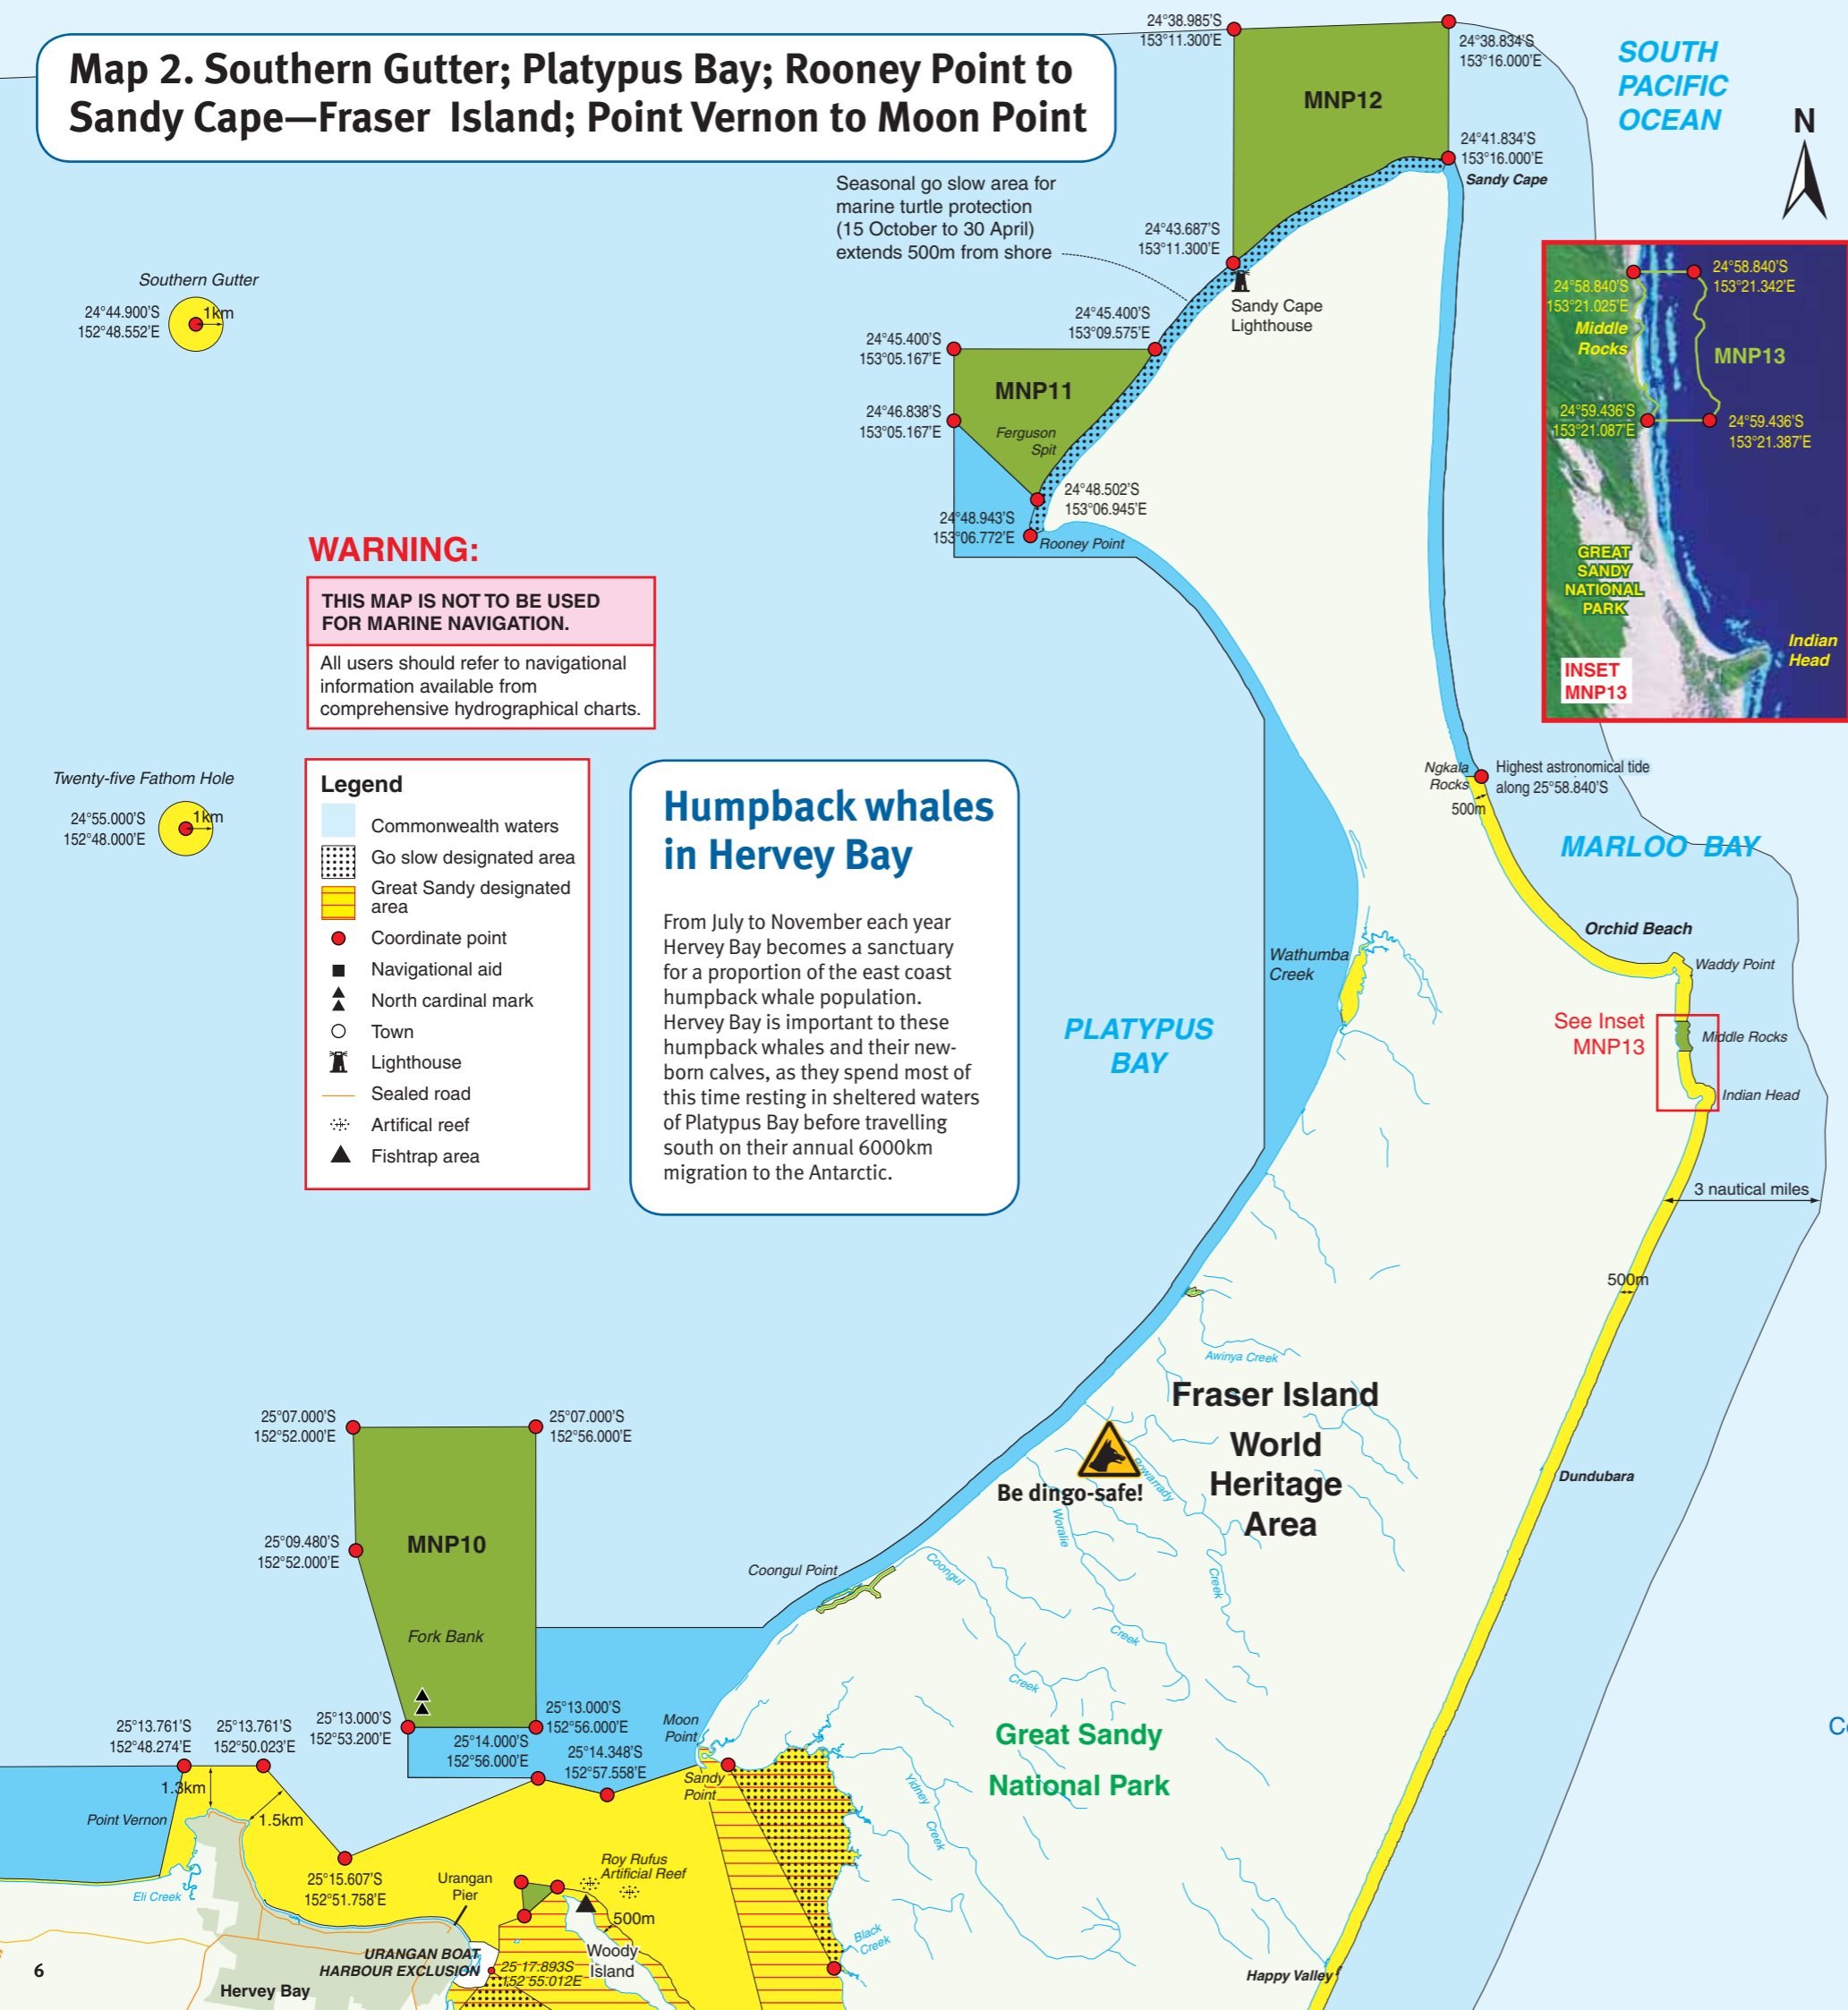 Map 2. Southern Gutter; Platypus Bay; Rooney Point to
Sandy Cape—Fraser Island; Point Vernon to Moon Point
24°38.985'S
153°11.300'E
24°38.834'S
153°16.000'E
SOUTH
PACIFIC
OCEAN
N
MNP12
24°41.834'S
153°16.000'E
Sandy Cape
Seasonal go slow area for
marine turtle protection
(15 October to 30 April)
extends 500m from shore
24°43.687'S
153°11.300'E
Sandy Cape
Lighthouse
Southern Gutter
24°44.900'S
152°48.552'E
1km
24°45.400'S
153°09.575'E
24°45.400'S
153°05.167'E
MNP11
24°46.838'S
153°05.167'E
Ferguson
Spit
24°48.502'S
153°06.945'E
24°48.943'S
153°06.772'E
Rooney Point
24°58.840'S
153°21.025'E
24°58.840'S
153°21.342'E
Middle
Rocks
MNP13
24°59.436'S
153°21.087'E
24°59.436'S
153°21.387'E
GREAT
SANDY
NATIONAL
PARK
Indian
Head
INSET
MNP13
WARNING:
THIS MAP IS NOT TO BE USED
FOR MARINE NAVIGATION.
All users should refer to navigational
information available from
comprehensive hydrographical charts.
Twenty-five Fathom Hole
24°55.000'S
152°48.000'E
1km
Legend
Commonwealth waters
Go slow designated area
Great Sandy designated
area
Coordinate point
Navigational aid
North cardinal mark
Town
Lighthouse
Sealed road
Artifical reef
Fishtrap area
Humpback whales
in Hervey Bay
From July to November each year
Hervey Bay becomes a sanctuary
for a proportion of the east coast
humpback whale population.
Hervey Bay is important to these
humpback whales and their new-
born calves, as they spend most of
this time resting in sheltered waters
of Platypus Bay before travelling
south on their annual 6000km
migration to the Antarctic.
Ngkala
Rocks
Highest astronomical tide
along 25°58.840'S
500m
MARLOO BAY
Orchid Beach
Waddy Point
Wathumba
Creek
PLATYPUS
BAY
See Inset
MNP13
Middle Rocks
Indian Head
3 nautical miles
500m
Awinya Creek
Fraser Island
World
Heritage
Area
Be dingo-safe!
Bowarrady
Creek
Woralie
Creek
Dundubara
25°07.000'S
152°52.000'E
25°07.000'S
152°56.000'E
25°09.480'S
152°52.000'E
MNP10
Fork Bank
Coongul Point
Coongul
Creek
25°13.761'S
152°48.274'E
25°13.761'S
152°50.023'E
25°13.000'S
152°53.200'E
25°13.000'S
152°56.000'E
25°14.000'S
152°56.000'E
25°14.348'S
152°57.558'E
Moon
Point
Sandy
Point
Great Sandy
National Park
1.3km
Point Vernon
1.5km
25°15.607'S
152°51.758'E
Yidney
Creek
Eli Creek
Urangan
Pier
Roy Rufus
Artificial Reef
500m
Woody
Island
Black
Creek
URANGAN BOAT
HARBOUR EXCLUSION
25 17.893S
152 55.012E
Hervey Bay
Happy Valley
6